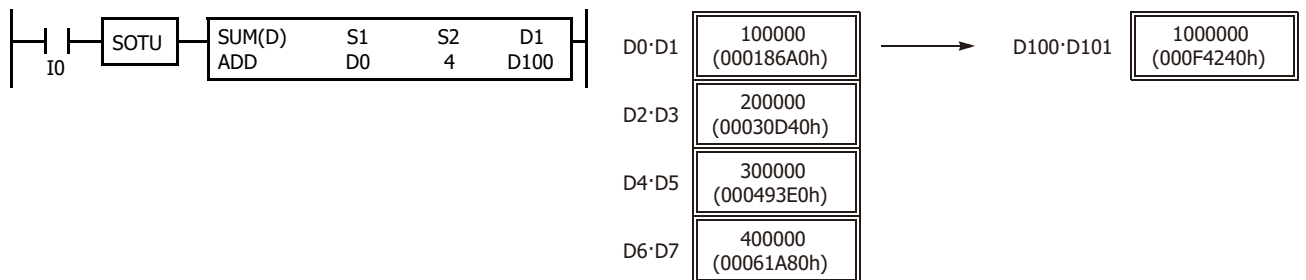 I0
SOTU
SUM(D) S1 S2 D1
ADD D0 4 D100
D0·D1
100000
(000186A0h)
D100·D101
1000000
(000F4240h)
D2·D3
200000
(00030D40h)
D4·D5
300000
(000493E0h)
D6·D7
400000
(00061A80h)